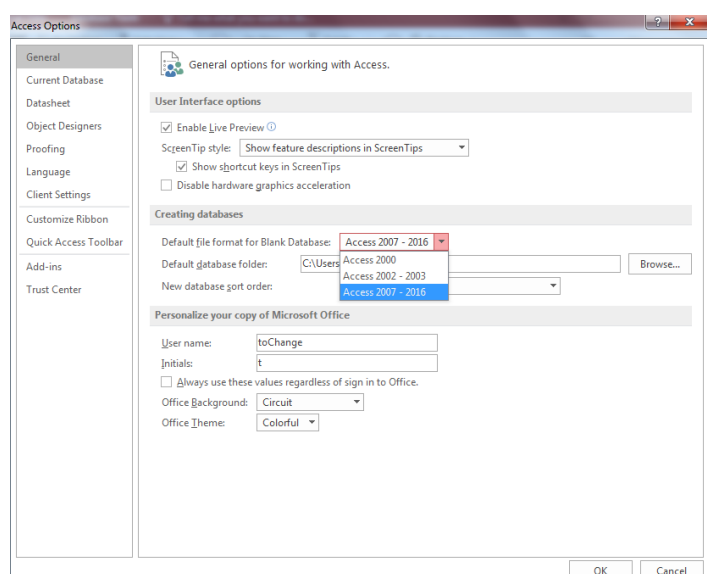 Access Options
General
Current Database
Datasheet
Object Designers
Proofing
Language
Client Settings
Customize Ribbon
Quick Access Toolbar
Add-ins
Trust Center
General options for working with Access.
User Interface options
Enable Live Preview
ScreenTip style: Show feature descriptions in ScreenTips
Show shortcut keys in ScreenTips
Disable hardware graphics acceleration
Creating databases
Default file format for Blank Database: Access 2007 - 2016
Access 2000
Access 2002 - 2003
Access 2007 - 2016
Default database folder: C:\Users Browse...
New database sort order:
Personalize your copy of Microsoft Office
User name: toChange
Initials: t
Always use these values regardless of sign in to Office.
Office Background: Circuit
Office Theme: Colorful
OK Cancel